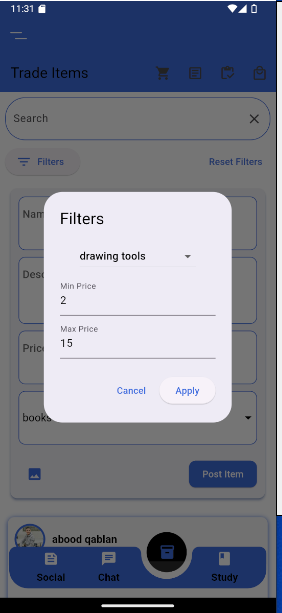 11:31
Trade Items
Search
Filters
Reset Filters
Nam
Desc
Price
books
Filters
drawing tools
Min Price
2
Max Price
15
Cancel
Apply
Post Item
abood qablan
Social
Chat
Study